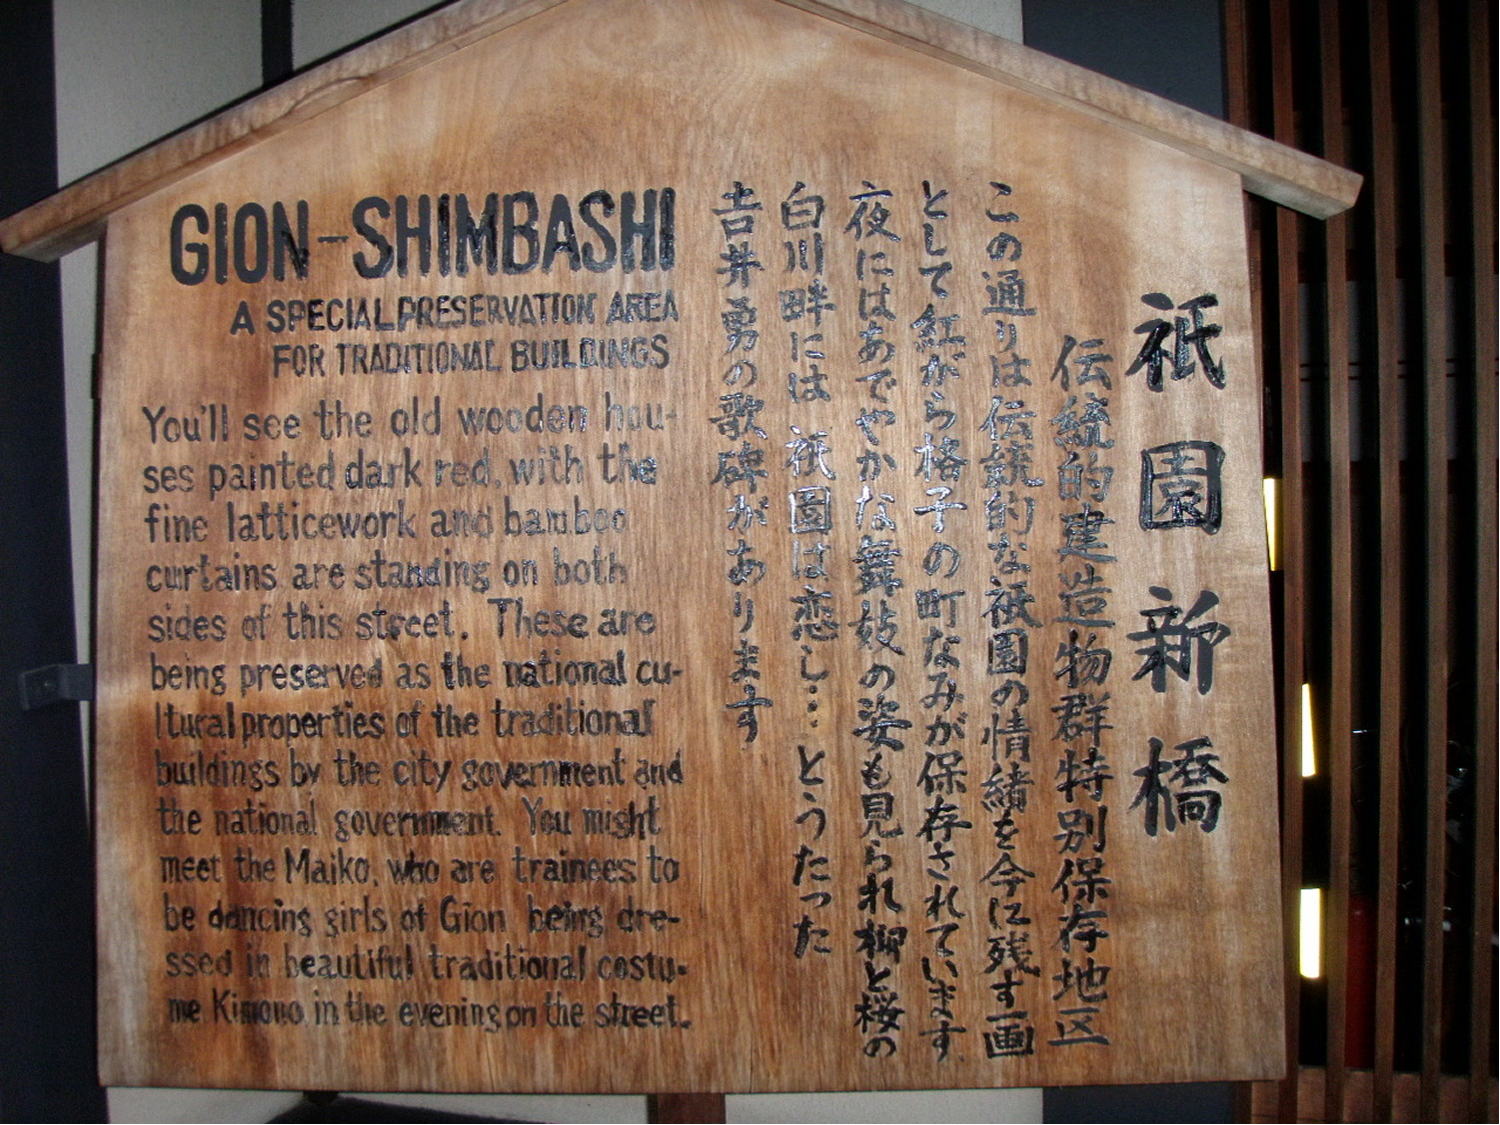 祇園新橋
伝統的建造物群特別保存地区
この通りは伝統的な祇園の情緒を今に残す一画
として紅がら格子の町なみが保存されています
夜にはあでやかな舞妓の姿も見られ柳と桜の
白川畔には 祇園は恋し… とうたった
吉井勇の歌碑があります
GION-SHIMBASHI
A SPECIAL PRESERVATION AREA
FOR TRADITIONAL BUILDINGS
You'll see the old wooden hou-
ses painted dark red, with the
fine latticework and bamboo
curtains are standing on both
sides of this street. These are
being preserved as the national cu-
ltural properties of the traditional
buildings by the city government and
the national government. You might
meet the Maiko, who are trainees to
be dancing girls of Gion being dre-
ssed in beautiful traditional costu-
me Kimono in the evening on the street.